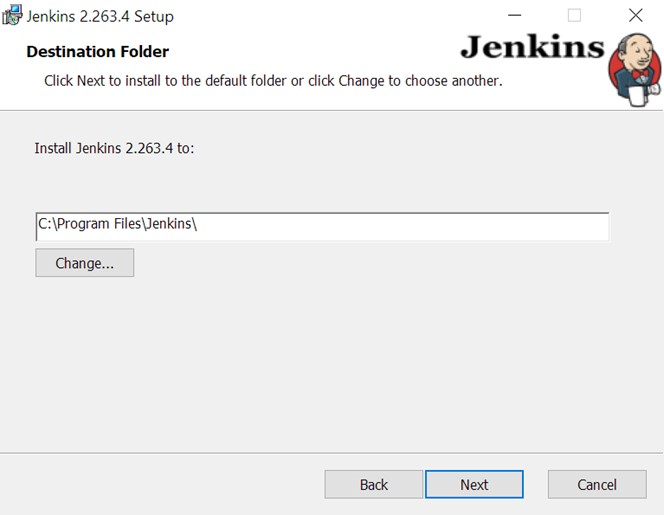 Jenkins 2.263.4 Setup
Destination Folder
Jenkins
Click Next to install to the default folder or click Change to choose another.
Install Jenkins 2.263.4 to:
C:\Program Files\Jenkins\
Change...
Back
Next
Cancel